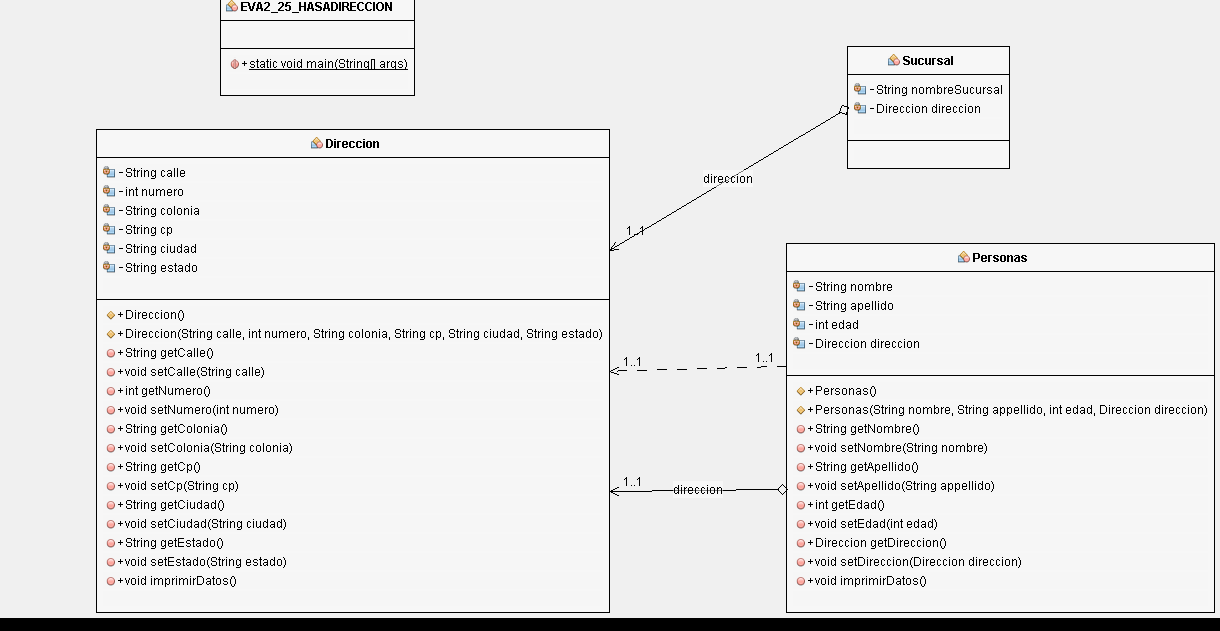 EVA2_25_HASADIRECCION
+ static void main(String[] args)
Sucursal
- String nombreSucursal
- Direccion direccion
Direccion
- String calle
- int numero
- String colonia
- String cp
- String ciudad
- String estado
+ Direccion()
+ Direccion(String calle, int numero, String colonia, String cp, String ciudad, String estado)
+ String getCalle()
+ void setCalle(String calle)
+ int getNumero()
+ void setNumero(int numero)
+ String getColonia()
+ void setColonia(String colonia)
+ String getCp()
+ void setCp(String cp)
+ String getCiudad()
+ void setCiudad(String ciudad)
+ String getEstado()
+ void setEstado(String estado)
+ void imprimirDatos()
direccion
1..1
1..1
1..1
1..1
direccion
Personas
- String nombre
- String apellido
- int edad
- Direccion direccion
+ Personas()
+ Personas(String nombre, String appellido, int edad, Direccion direccion)
+ String getNombre()
+ void setNombre(String nombre)
+ String getApellido()
+ void setApellido(String appellido)
+ int getEdad()
+ void setEdad(int edad)
+ Direccion getDireccion()
+ void setDireccion(Direccion direccion)
+ void imprimirDatos()